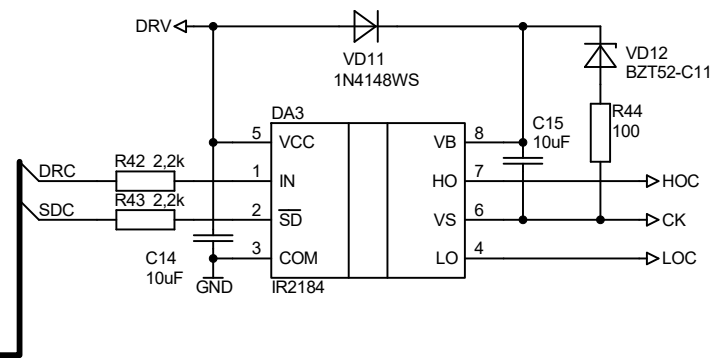 DRV
VD11
1N4148WS
VD12
BZT52-C11
DA3
C15
10uF
R44
100
5 VCC VB 8
DRC R42 2,2k 1 IN HO 7 HOC
SDC R43 2,2k 2 SD VS 6 CK
C14
10uF
3 COM LO 4 LOC
GND
IR2184